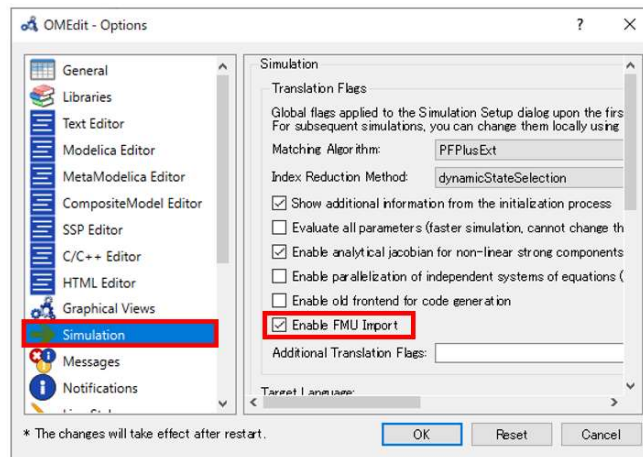 OMEdit - Options
General
Libraries
Text Editor
Modelica Editor
MetaModelica Editor
CompositeModel Editor
SSP Editor
C/C++ Editor
HTML Editor
Graphical Views
Simulation
Messages
Notifications
Simulation
Translation Flags
Global flags applied to the Simulation Setup dialog upon the firs
For subsequent simulations, you can change them locally using
Matching Algorithm: PFPlusExt
Index Reduction Method: dynamicStateSelection
Show additional information from the initialization process
Evaluate all parameters (faster simulation, cannot change th
Enable analytical jacobian for non-linear strong components
Enable parallelization of independent systems of equations (
Enable old frontend for code generation
Enable FMU Import
Additional Translation Flags:
Target Language:
* The changes will take effect after restart.
OK
Reset
Cancel